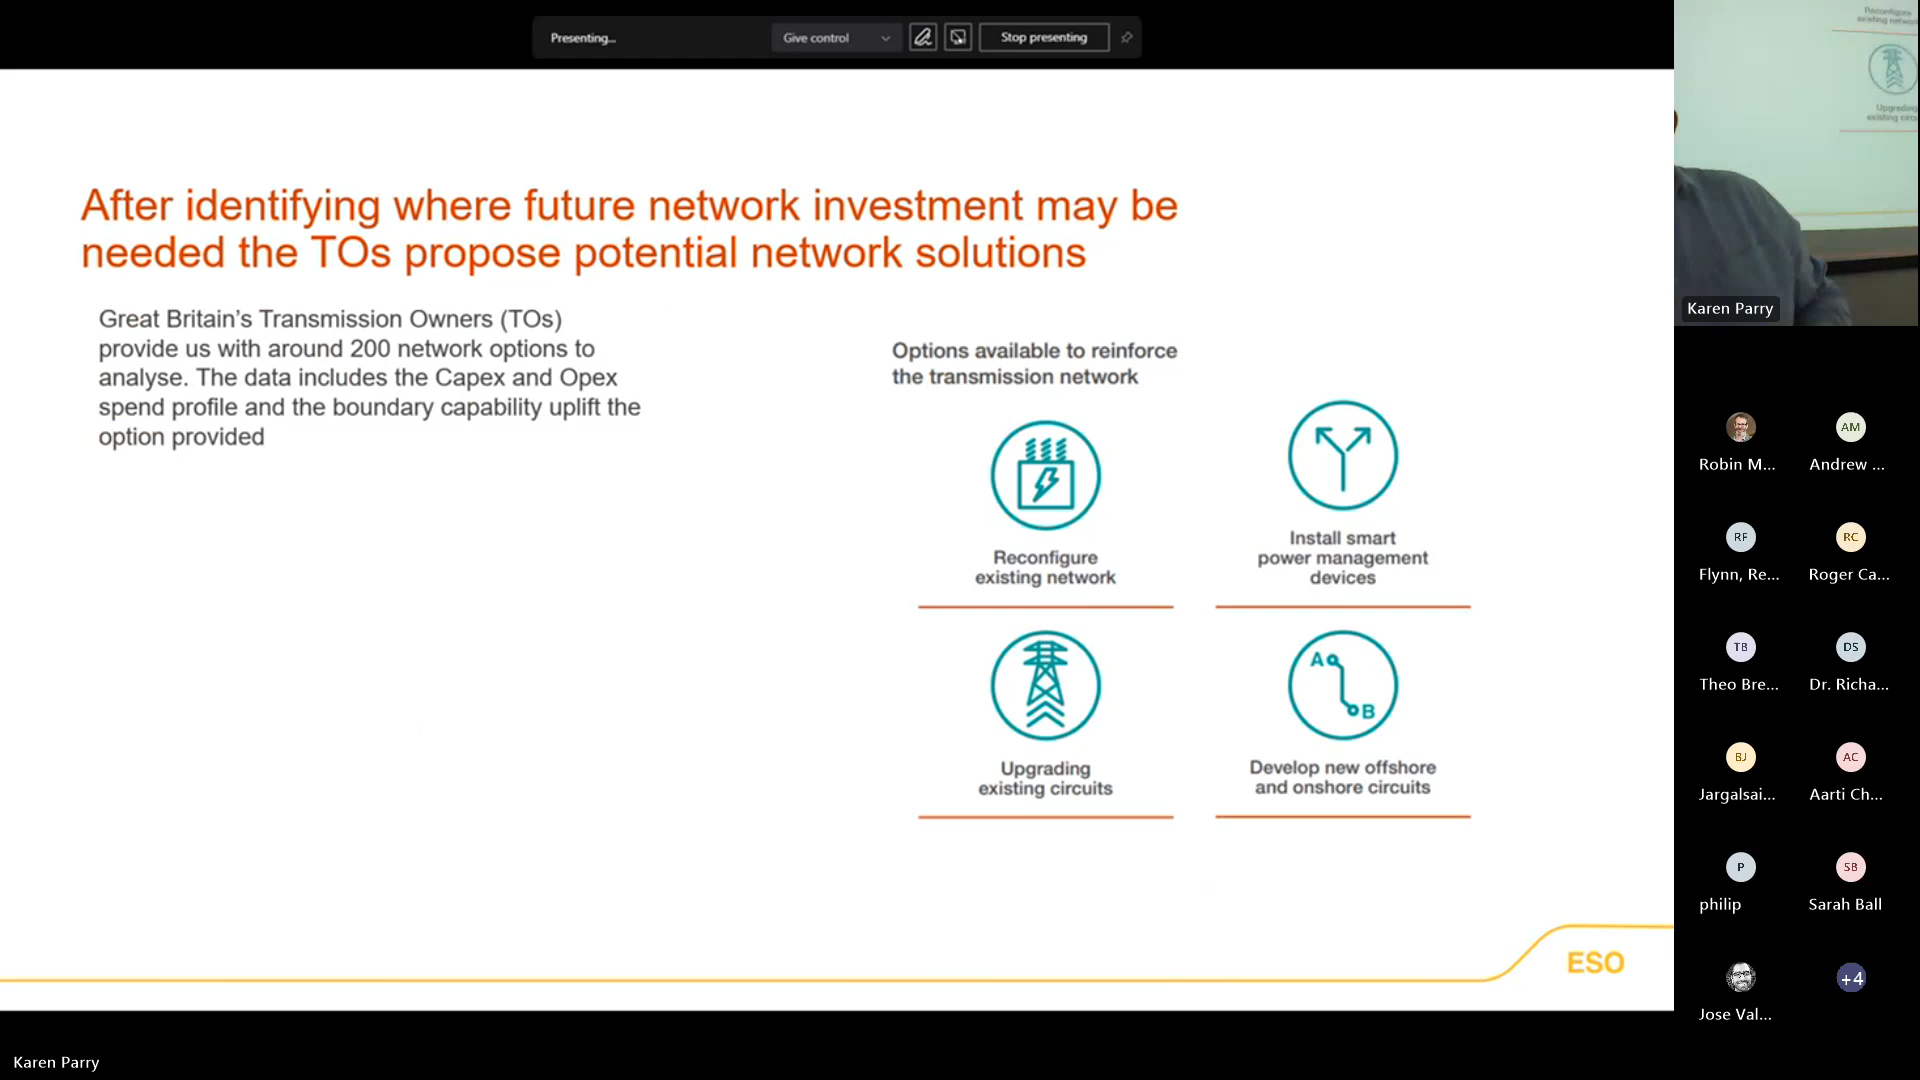 Presenting...
Give control
Stop presenting
After identifying where future network investment may be
needed the TOs propose potential network solutions
Great Britain's Transmission Owners (TOs)
provide us with around 200 network options to
analyse. The data includes the Capex and Opex
spend profile and the boundary capability uplift the
option provided
Options available to reinforce
the transmission network
Reconfigure
existing network
Install smart
power management
devices
Upgrading
existing circuits
A
B
Develop new offshore
and onshore circuits
ESO
Karen Parry
Reconfigure
existing network
Upgrading
Karen Parry
Robin M...
AM
Andrew ...
RF
Flynn, Re...
RC
Roger Ca...
TB
Theo Bre...
DS
Dr. Richa...
BJ
Jargalsai...
AC
Aarti Ch...
P
philip
SB
Sarah Ball
Jose Val...
+4